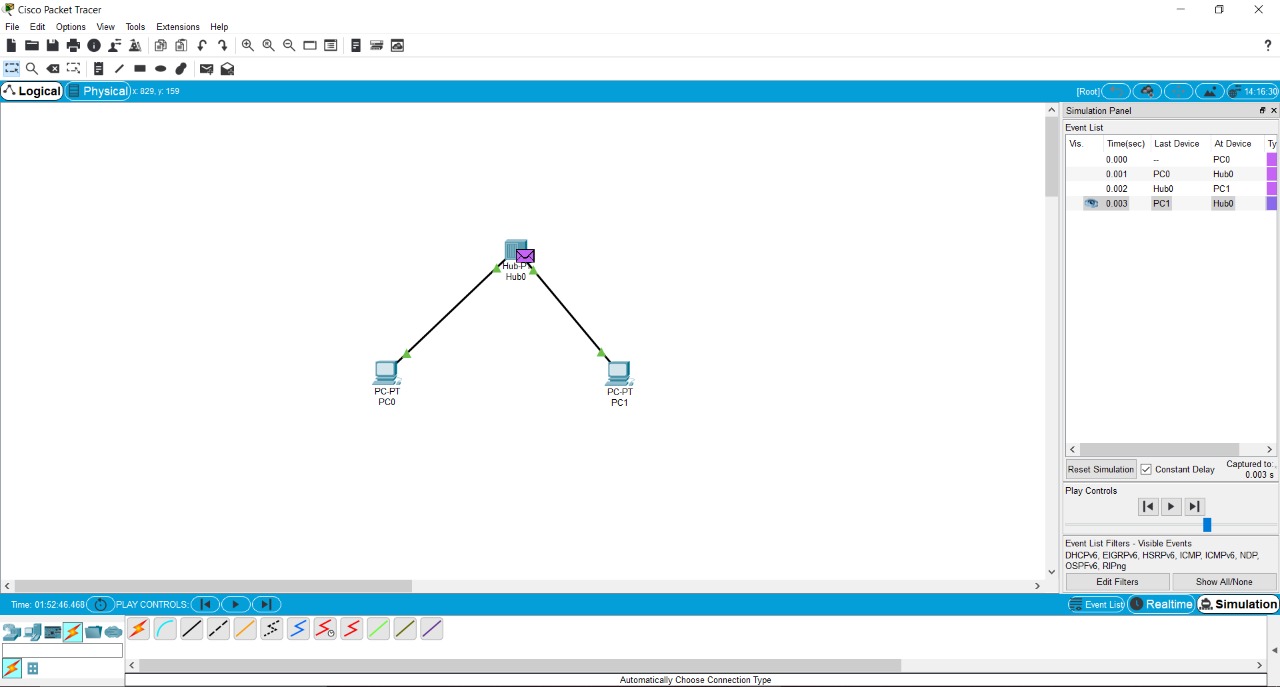 Cisco Packet Tracer
File Edit Options View Tools Extensions Help
?
Logical Physical x: 829, y: 159 [Root] 14:16:30
Simulation Panel
Event List
Vis. Time(sec) Last Device At Device Ty
0.000 -- PC0
0.001 PC0 Hub0
0.002 Hub0 PC1
0.003 PC1 Hub0
Hub-P
Hub0
PC-PT
PC0
PC-PT
PC1
Reset Simulation Constant Delay Captured to:
0.003 s
Play Controls
Event List Filters - Visible Events
DHCPv6, EIGRPv6, HSRPv6, ICMP, ICMPv6, NDP,
OSPFv6, RIPng
Edit Filters Show All/None
Time: 01:52:46.468 PLAY CONTROLS: Event List Realtime Simulation
Automatically Choose Connection Type